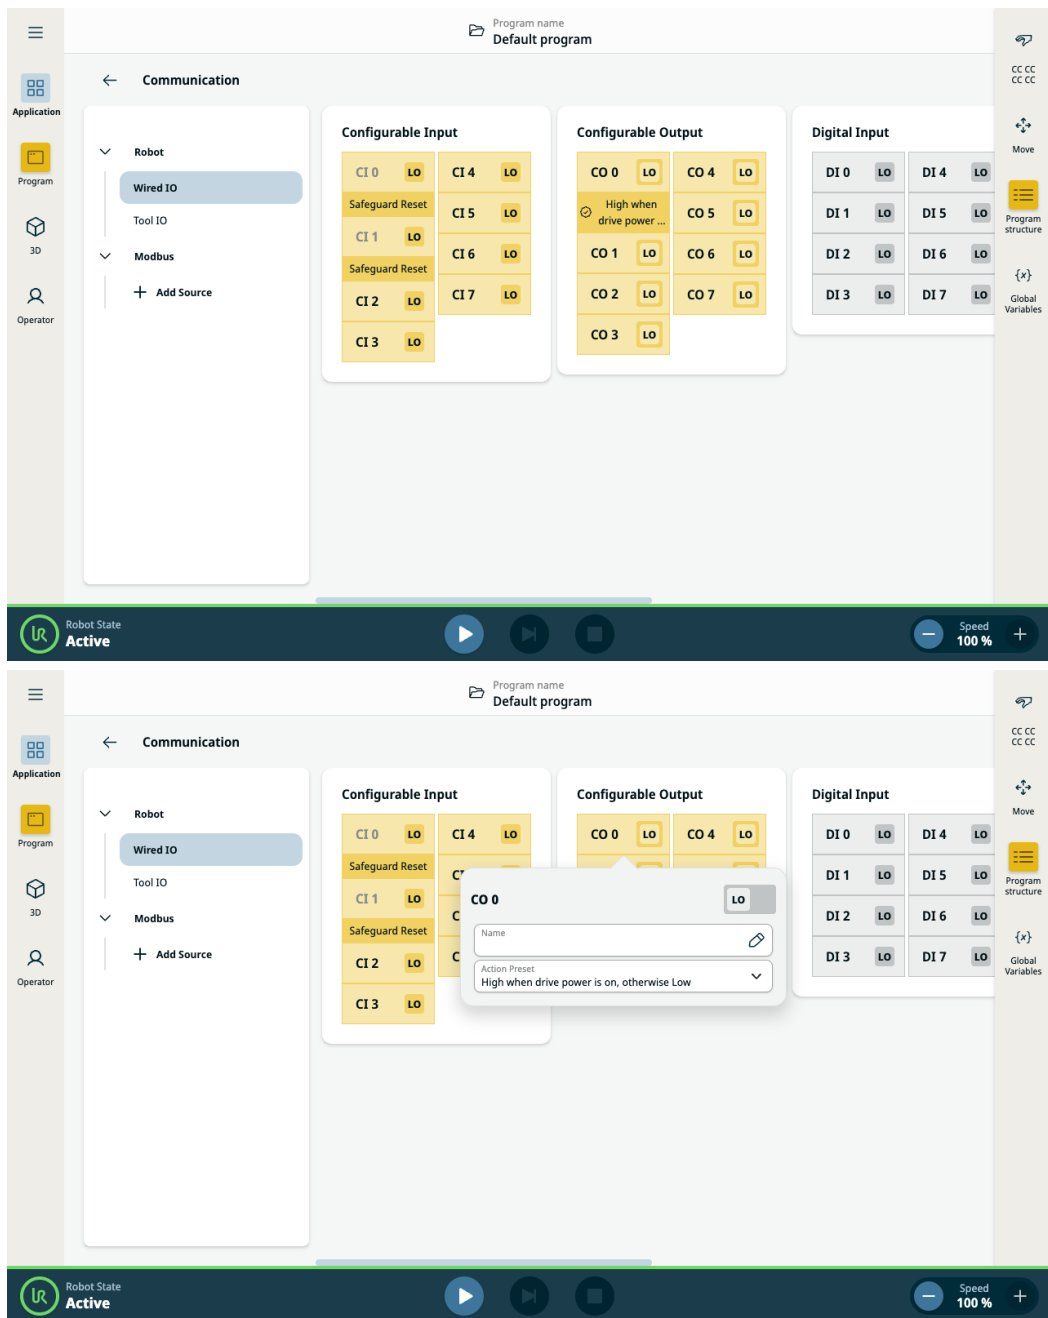 Program name
Default program
Communication
Application
Program
3D
Operator
Robot
Wired IO
Tool IO
Modbus
Add Source
Configurable Input
CI 0 LO CI 4 LO
Safeguard Reset
CI 5 LO
CI 1 LO
CI 6 LO
Safeguard Reset
CI 2 LO CI 7 LO
CI 3 LO
Configurable Output
CO 0 LO CO 4 LO
High when
drive power ...
CO 5 LO
CO 1 LO CO 6 LO
CO 2 LO CO 7 LO
CO 3 LO
Digital Input
DI 0 LO DI 4 LO
DI 1 LO DI 5 LO
DI 2 LO DI 6 LO
DI 3 LO DI 7 LO
CC CC
CC CC
Move
Program
structure
{x}
Global
Variables
UR
Robot State
Active
Speed
100 %
Program name
Default program
Communication
Application
Program
3D
Operator
Robot
Wired IO
Tool IO
Modbus
Add Source
Configurable Input
CI 0 LO CI 4 LO
Safeguard Reset
CI 1 LO
Safeguard Reset
CI 2 LO
CI 3 LO
Configurable Output
CO 0 LO CO 4 LO
CO 0 LO
Name
Action Preset
High when drive power is on, otherwise Low
Digital Input
DI 0 LO DI 4 LO
DI 1 LO DI 5 LO
DI 2 LO DI 6 LO
DI 3 LO DI 7 LO
CC CC
CC CC
Move
Program
structure
{x}
Global
Variables
UR
Robot State
Active
Speed
100 %